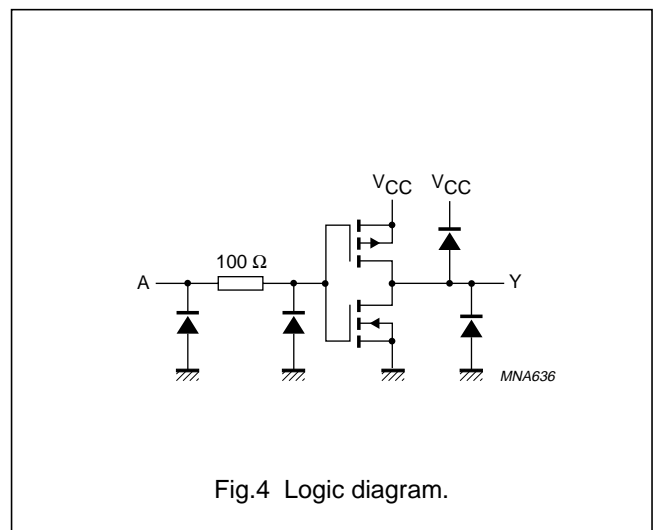 VCC VCC
100 Ω
A
Y
MNA636
Fig.4 Logic diagram.